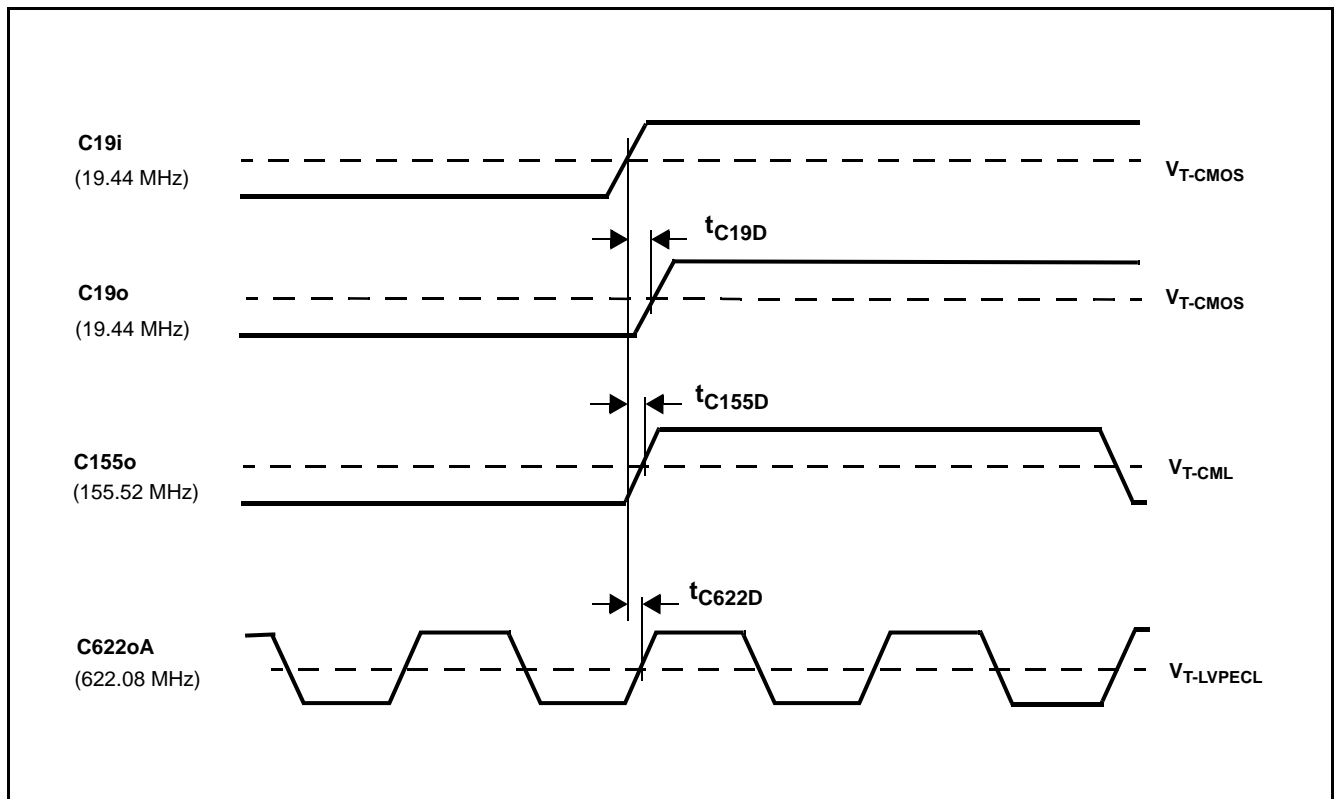 C19i
(19.44 MHz)
VT-CMOS
tC19D
C19o
(19.44 MHz)
VT-CMOS
tC155D
C155o
(155.52 MHz)
VT-CML
tC622D
C622oA
(622.08 MHz)
VT-LVPECL